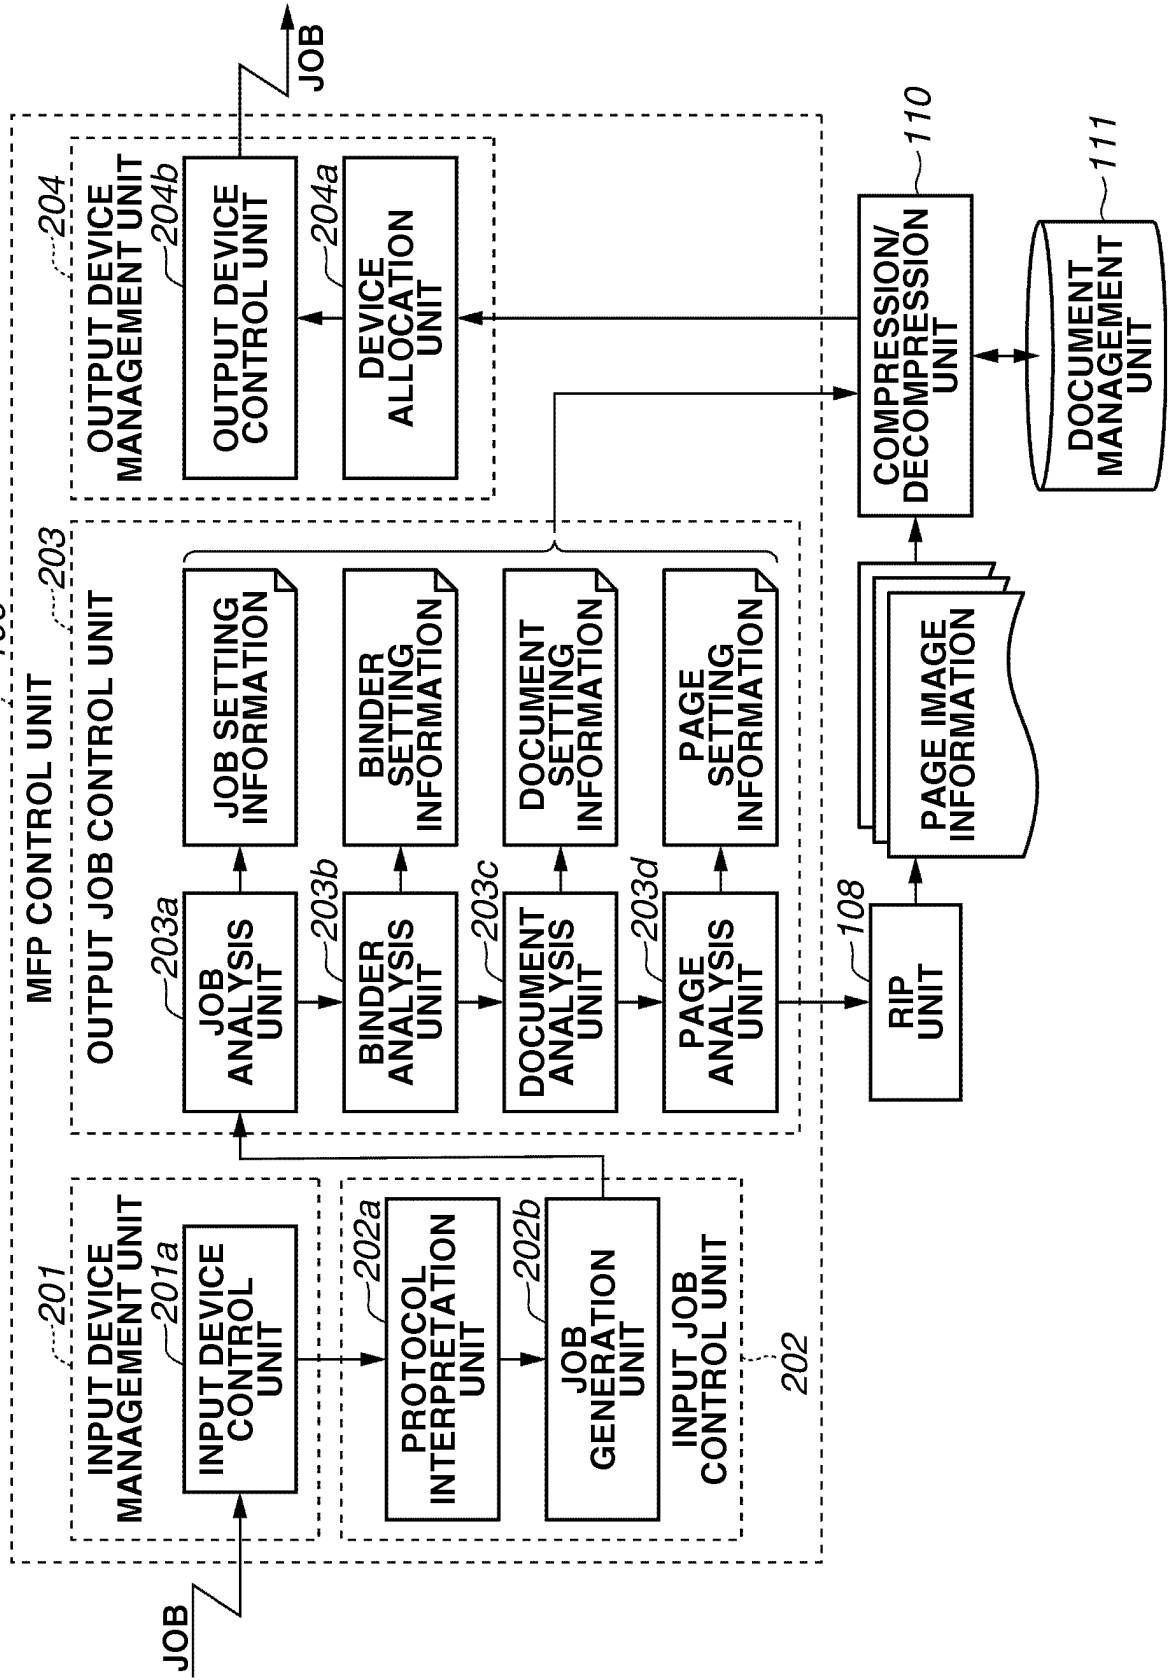 MFP CONTROL UNIT
JOB
INPUT DEVICE
MANAGEMENT UNIT
201
INPUT DEVICE
CONTROL
UNIT
201a
PROTOCOL
INTERPRETATION
UNIT
202a
JOB
GENERATION
UNIT
202b
INPUT JOB
CONTROL UNIT
202
OUTPUT JOB CONTROL UNIT
203
JOB
ANALYSIS
UNIT
203a
JOB SETTING
INFORMATION
BINDER
ANALYSIS
UNIT
203b
BINDER
SETTING
INFORMATION
DOCUMENT
ANALYSIS
UNIT
203c
DOCUMENT
SETTING
INFORMATION
PAGE
ANALYSIS
UNIT
203d
PAGE
SETTING
INFORMATION
OUTPUT DEVICE
MANAGEMENT UNIT
204
OUTPUT DEVICE
CONTROL UNIT
204b
DEVICE
ALLOCATION
UNIT
204a
JOB
RIP
UNIT
108
PAGE IMAGE
INFORMATION
COMPRESSION/
DECOMPRESSION
UNIT
110
DOCUMENT
MANAGEMENT
UNIT
111